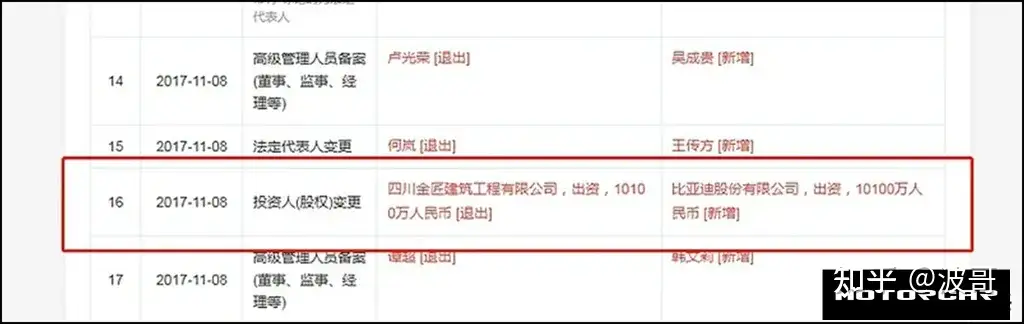 代表人
14
2017-11-08
高级管理人员备案
(董事、监事、经
理等)
卢光荣 [退出]
吴成贵 [新增]
15
2017-11-08
法定代表人变更
何岚 [退出]
王传方 [新增]
16
2017-11-08
投资人(股权)变更
四川金匠建筑工程有限公司，出资，1010
0万人民币 [退出]
比亚迪股份有限公司，出资，10100万人
民币 [新增]
17
2017-11-08
高级管理人员备案
(董事、监事、经
理等)
谭超 [退出]
韩文莉 [新增]
知乎 @波哥
MOTORCAR